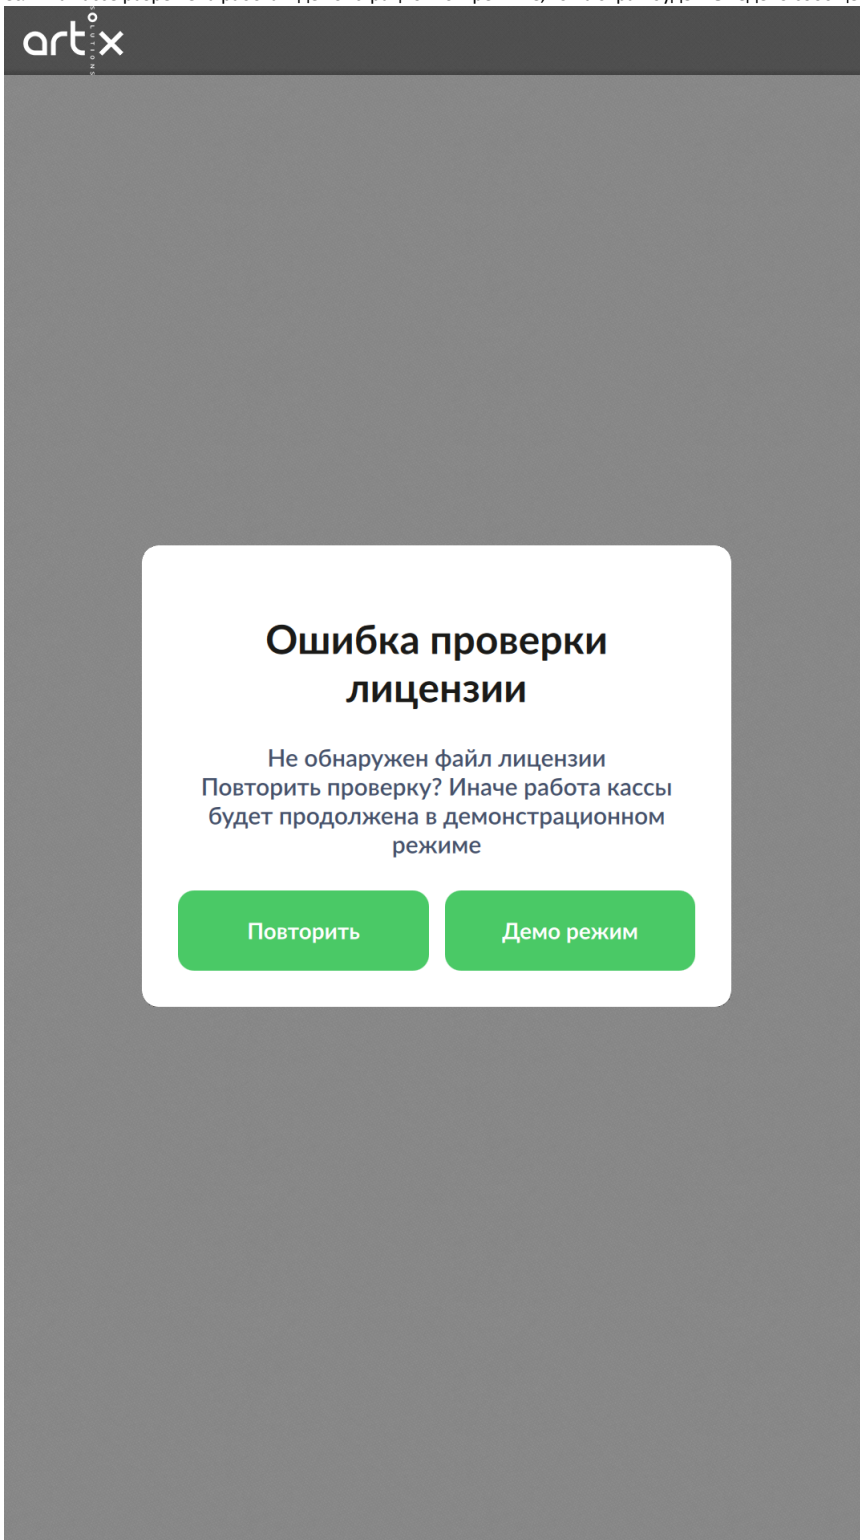 artix
SOLUTIONS
Ошибка проверки
лицензии
Не обнаружен файл лицензии
Повторить проверку? Иначе работа кассы
будет продолжена в демонстрационном
режиме
Повторить
Демо режим